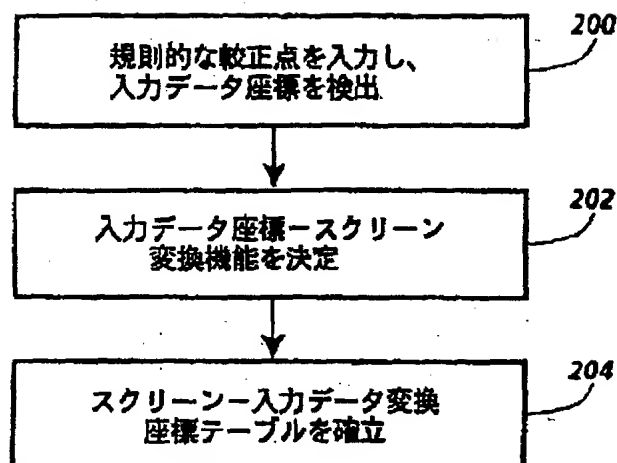 200
規則的な較正点を入力し、
入力データ座標を検出
202
入力データ座標ースクリーン
変換機能を決定
204
スクリーンー入力データ変換
座標テーブルを確立